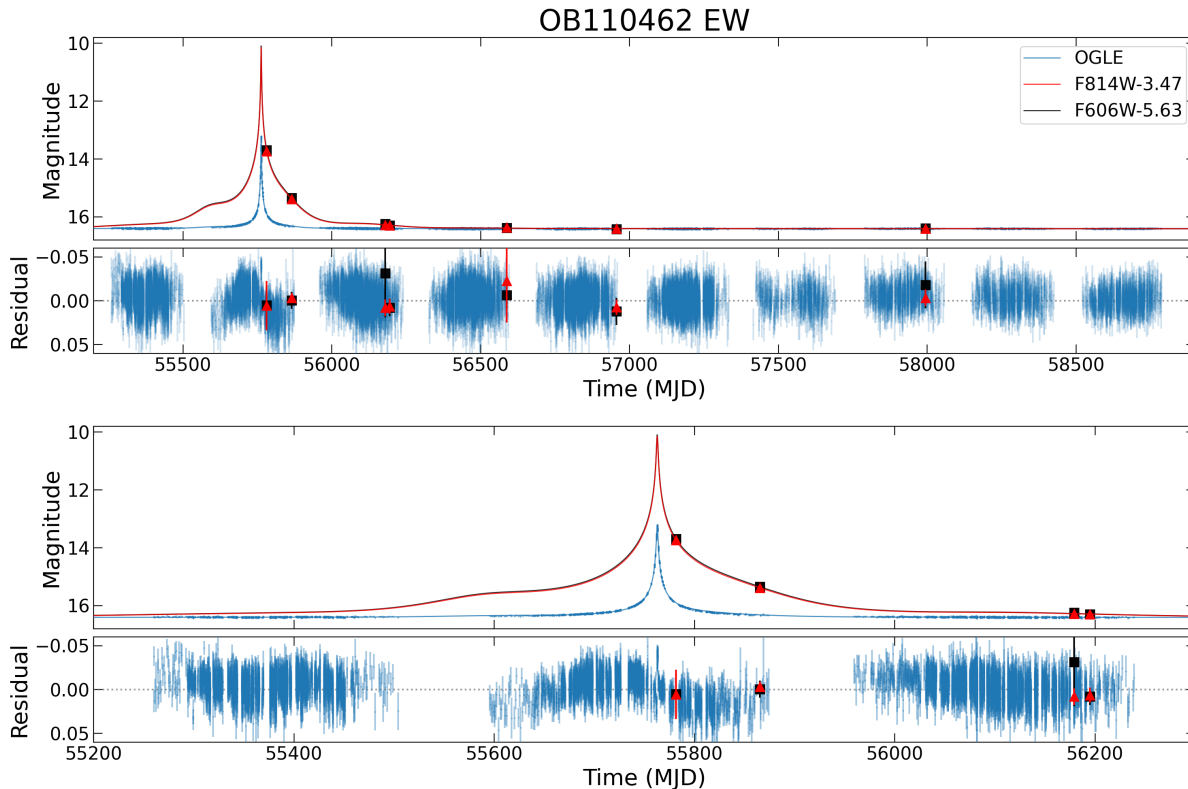 OB110462 EW
10
12
14
16
Magnitude
OGLE
F814W-3.47
F606W-5.63
−0.05
0.00
0.05
Residual
55500
56000
56500
57000
57500
58000
58500
Time (MJD)
10
12
14
16
Magnitude
−0.05
0.00
0.05
Residual
55200
55400
55600
55800
56000
56200
Time (MJD)